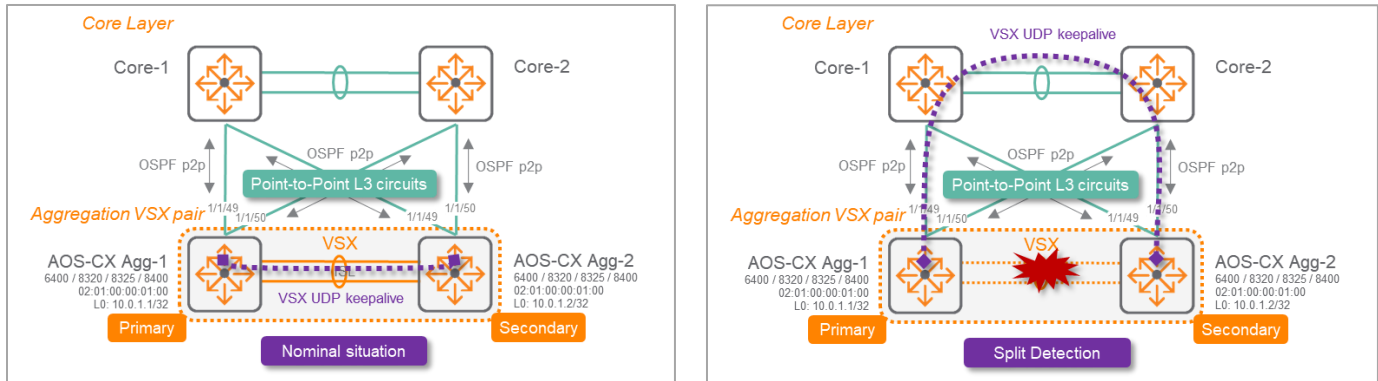 Core Layer
Core-1
Core-2
OSPF p2p
OSPF p2p
OSPF p2p
Point-to-Point L3 circuits
Aggregation VSX pair
1/1/49
1/1/50
1/1/49
1/1/50
VSX
AOS-CX Agg-1
6400 / 8320 / 8325 / 8400
02:01:00:00:01:00
L0: 10.0.1.1/32
ISL
VSX UDP keepalive
AOS-CX Agg-2
6400 / 8320 / 8325 / 8400
02:01:00:00:01:00
L0: 10.0.1.2/32
Primary
Secondary
Nominal situation
Core Layer
VSX UDP keepalive
Core-1
Core-2
OSPF p2p
OSPF p2p
OSPF p2p
Point-to-Point L3 circuits
Aggregation VSX pair
1/1/49
1/1/50
1/1/49
1/1/50
VSX
AOS-CX Agg-1
6400 / 8320 / 8325 / 8400
02:01:00:00:01:00
L0: 10.0.1.1/32
AOS-CX Agg-2
6400 / 8320 / 8325 / 8400
02:01:00:00:01:00
L0: 10.0.1.2/32
Primary
Secondary
Split Detection